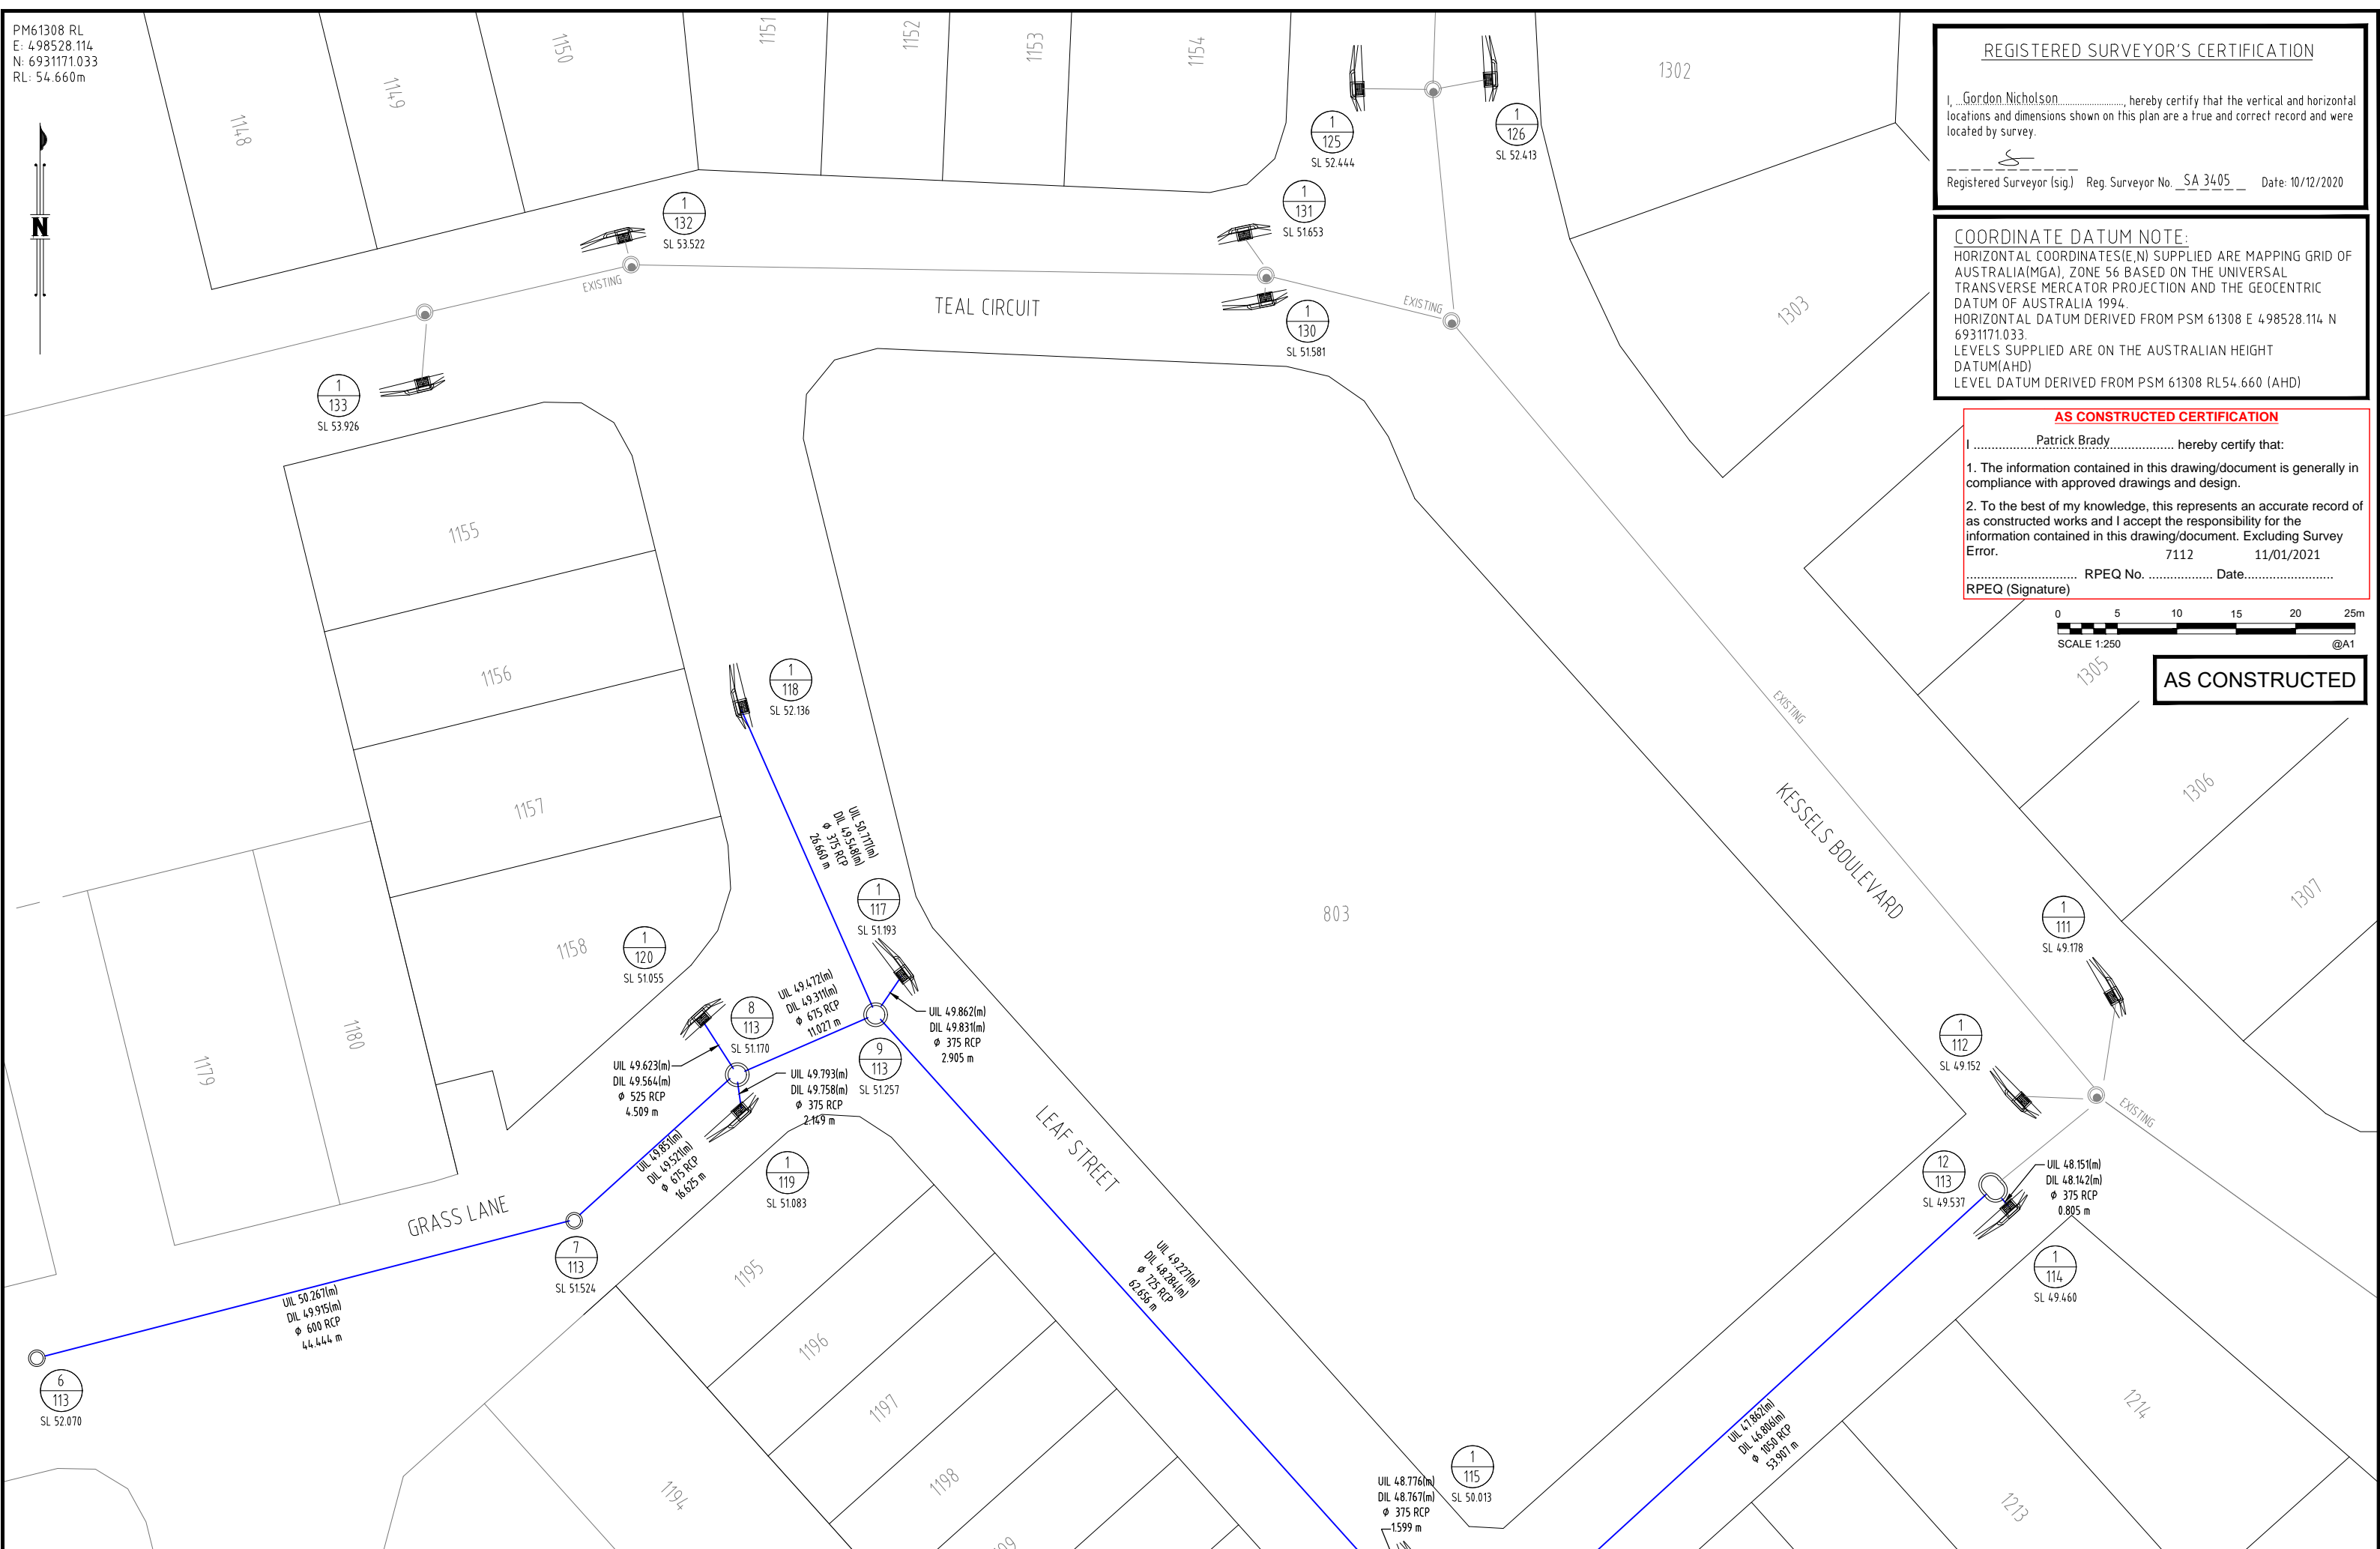 PM61308 RL
E: 498528.114
N: 6931171.033
RL: 54.660m
N
1148
1149
1150
1151
1152
1153
1154
1302
1303
1
125
SL 52.444
1
126
SL 52.413
1
132
SL 53.522
1
131
SL 51.653
1
130
SL 51.581
1
133
SL 53.926
EXISTING
EXISTING
TEAL CIRCUIT
REGISTERED SURVEYOR'S CERTIFICATION
I, Gordon Nicholson, hereby certify that the vertical and horizontal
locations and dimensions shown on this plan are a true and correct record and were
located by survey.
Registered Surveyor (sig.) Reg. Surveyor No. SA 3405 Date: 10/12/2020
COORDINATE DATUM NOTE:
HORIZONTAL COORDINATES(E,N) SUPPLIED ARE MAPPING GRID OF
AUSTRALIA(MGA), ZONE 56 BASED ON THE UNIVERSAL
TRANSVERSE MERCATOR PROJECTION AND THE GEOCENTRIC
DATUM OF AUSTRALIA 1994.
HORIZONTAL DATUM DERIVED FROM PSM 61308 E 498528.114 N
6931171.033.
LEVELS SUPPLIED ARE ON THE AUSTRALIAN HEIGHT
DATUM(AHD)
LEVEL DATUM DERIVED FROM PSM 61308 RL54.660 (AHD)
AS CONSTRUCTED CERTIFICATION
I ..................Patrick Brady.................. hereby certify that:
1. The information contained in this drawing/document is generally in
compliance with approved drawings and design.
2. To the best of my knowledge, this represents an accurate record of
as constructed works and I accept the responsibility for the
information contained in this drawing/document. Excluding Survey
Error.
7112 11/01/2021
............................... RPEQ No. .................. Date.........................
RPEQ (Signature)
0 5 10 15 20 25m
SCALE 1:250 @A1
AS CONSTRUCTED
1305
1306
1307
EXISTING
KESSELS BOULEVARD
803
1155
1156
1157
1158
1179
1180
1
118
SL 52.136
UIL 50.717(m)
DIL 49.548(m)
ϕ 375 RCP
26.660 m
1
117
SL 51.193
1
120
SL 51.055
UIL 49.472(m)
DIL 49.311(m)
ϕ 675 RCP
11.027 m
8
113
SL 51.170
UIL 49.862(m)
DIL 49.831(m)
ϕ 375 RCP
2.905 m
9
113
SL 51.257
UIL 49.623(m)
DIL 49.564(m)
ϕ 525 RCP
4.509 m
UIL 49.793(m)
DIL 49.758(m)
ϕ 375 RCP
2.149 m
UIL 49.851(m)
DIL 49.521(m)
ϕ 675 RCP
16.625 m
1
119
SL 51.083
LEAF STREET
GRASS LANE
7
113
SL 51.524
UIL 50.267(m)
DIL 49.915(m)
ϕ 600 RCP
44.444 m
6
113
SL 52.070
1
111
SL 49.178
1
112
SL 49.152
EXISTING
12
113
SL 49.537
UIL 48.151(m)
DIL 48.142(m)
ϕ 375 RCP
0.805 m
1
114
SL 49.460
UIL 49.227(m)
DIL 48.284(m)
ϕ 725 RCP
62.656 m
1195
1196
1197
1198
1194
1
115
SL 50.013
UIL 48.776(m)
DIL 48.767(m)
ϕ 375 RCP
1.599 m
UIL 47.862(m)
DIL 46.806(m)
ϕ 1050 RCP
53.907 m
1214
1213